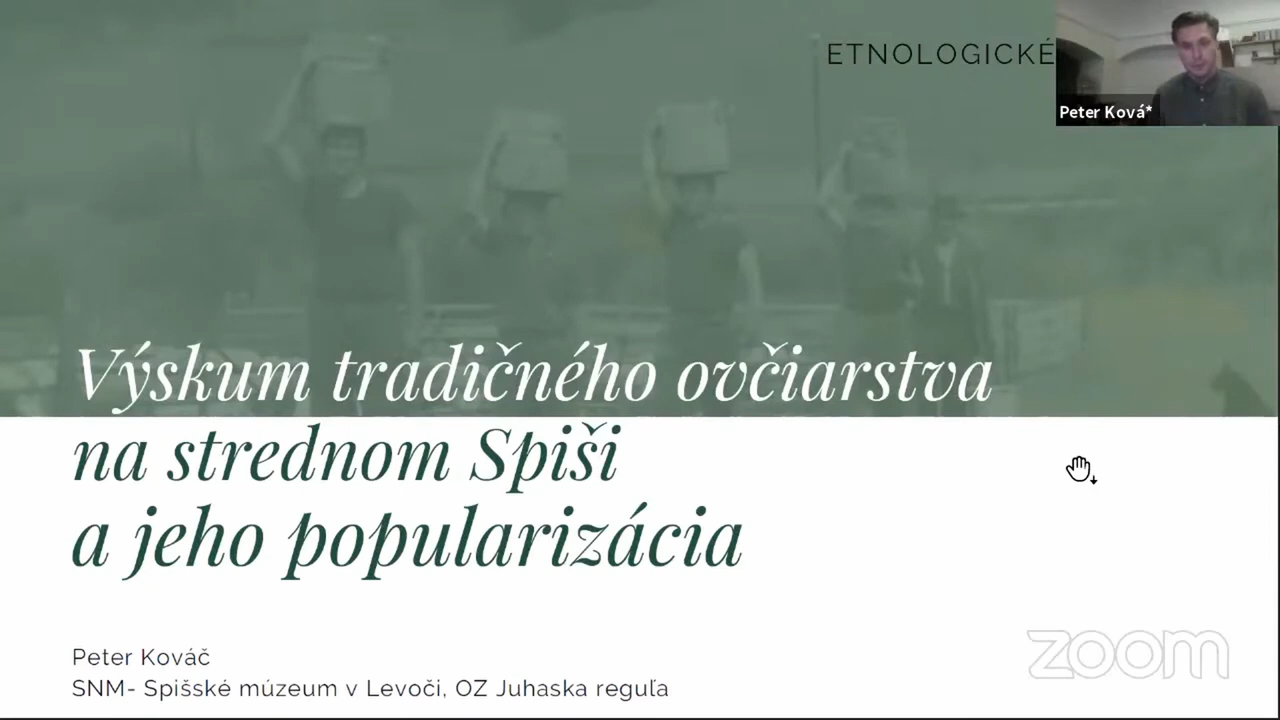 ETNOLOGICKÉ
Peter Ková*
Výskum tradičného ovčiarstva
na strednom Spiši
a jeho popularizácia
Peter Kováč
SNM- Spišské múzeum v Levoči, OZ Juhaska reguľa
zoom